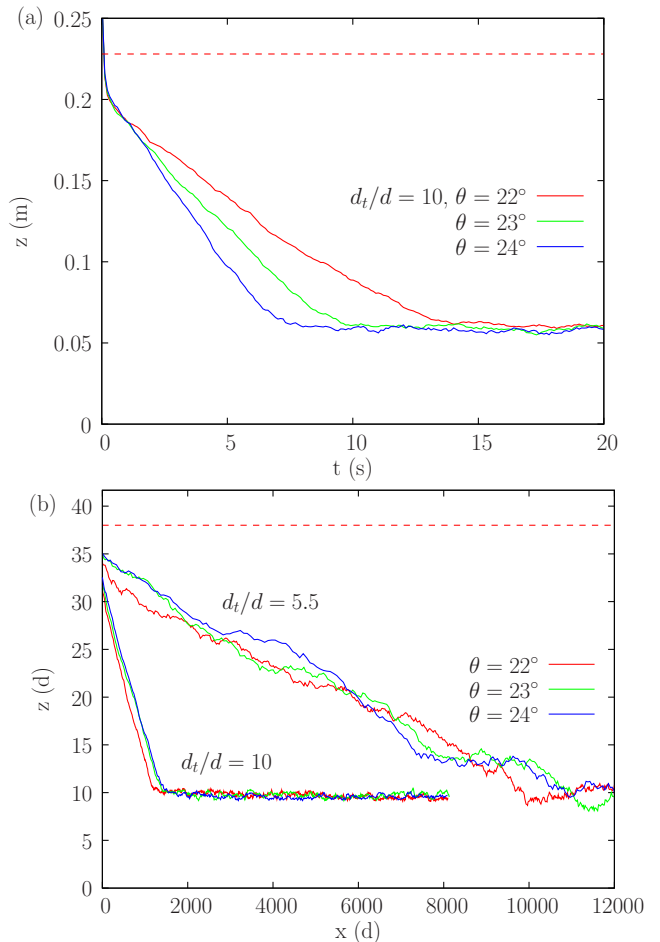 (a)
0.25
0.2
0.15
0.1
0.05
0
z (m)
d_t/d = 10, θ = 22°
θ = 23°
θ = 24°
0 5 10 15 20
t (s)
(b)
40
35
30
25
20
15
10
5
0
z (d)
d_t/d = 5.5
θ = 22°
θ = 23°
θ = 24°
d_t/d = 10
0 2000 4000 6000 8000 10000 12000
x (d)